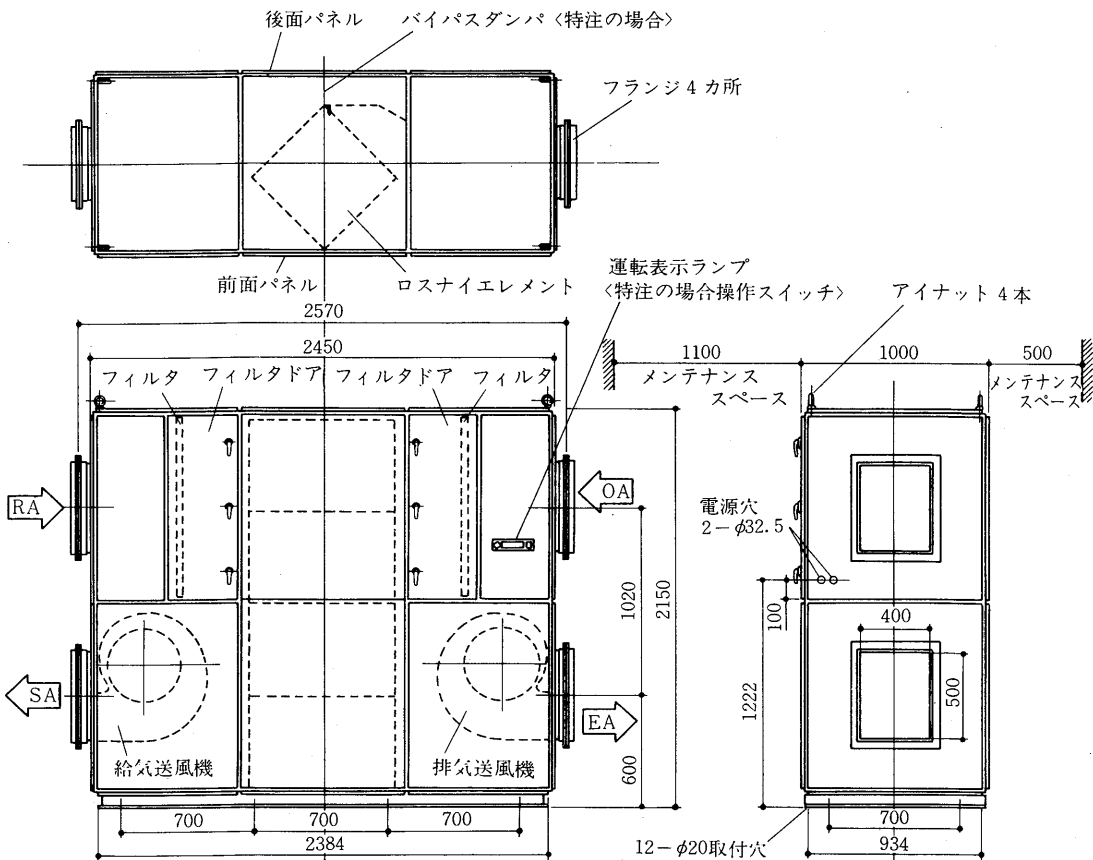 後面パネル
バイパスダンパ〈特注の場合〉
フランジ4カ所
前面パネル
ロスナイエレメント
運転表示ランプ
〈特注の場合操作スイッチ〉
アイナット4本
2570
2450
1100
1000
500
メンテナンス
スペース
メンテナンス
スペース
フィルタ
フィルタドア
フィルタドア
フィルタ
RA
OA
電源穴
2-φ32.5
1020
2150
100
400
SA
EA
1222
500
給気送風機
排気送風機
600
700
700
700
700
2384
12-φ20取付穴
934